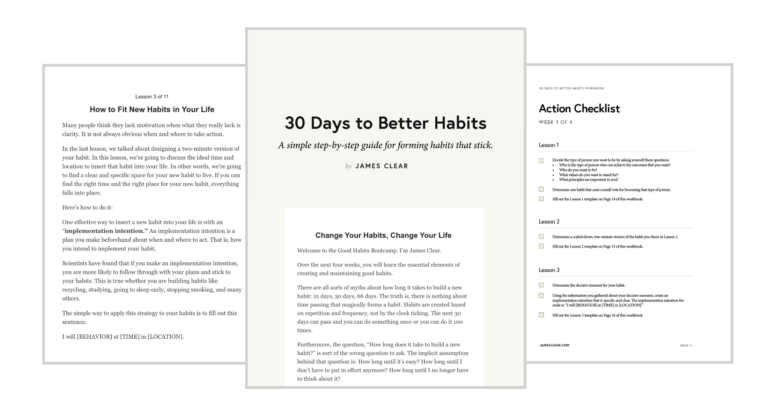 Lesson 3 of 11
How to Fit New Habits in Your Life
Many people think they lack motivation when what they really lack is
clarity. It is not always obvious when and where to take action.
In the last lesson, we talked about designing a two-minute version of
your habit. In this lesson, we're going to discuss the ideal time and
location to insert that habit into your life. In other words, we're going
to find a clear and specific space for your new habit to live. If you can
find the right time and the right place for your new habit, everything
falls into place.
Here's how to do it:
One effective way to insert a new habit into your life is with an
"implementation intention." An implementation intention is a
plan you make beforehand about when and where to act. That is, how
you intend to implement your habit.
Scientists have found that if you make an implementation intention,
you are more likely to follow through with your plans and stick to
your habits. This is true whether you are building habits like
recycling, studying, going to sleep early, stopping smoking, and many
others.
The simple way to apply this strategy to your habits is to fill out this
sentence:
I will [BEHAVIOR] at [TIME] in [LOCATION].
30 Days to Better Habits
A simple step-by-step guide for forming habits that stick.
by JAMES CLEAR
Change Your Habits, Change Your Life
Welcome to the Good Habits Bootcamp. I'm James Clear.
Over the next four weeks, you will learn the essential elements of
creating and maintaining good habits.
There are all sorts of myths about how long it takes to build a new
habit: 21 days, 30 days, 66 days. The truth is, there is nothing about
time passing that magically forms a habit. Habits are created based
on repetition and frequency, not by the clock ticking. The next 30
days can pass and you can do something once or you can do it 100
times.
Furthermore, the question, "How long does it take to build a new
habit?" is sort of the wrong question to ask. The implicit assumption
behind that question is: How long until it's easy? How long until I
don't have to put in effort anymore? How long until I no longer have
to think about it?
30 DAYS TO BETTER HABITS WORKBOOK
Action Checklist
WEEK 1 OF 4
Lesson 1
Decide the type of person you want to be by asking yourself these questions:
• Who is the type of person who can achieve the outcomes that you want?
• Who do you want to be?
• What values do you want to stand for?
• What principles are important to you?
Determine one habit that casts a small vote for becoming that type of person.
Fill out the Lesson 1 template on Page 14 of this workbook.
Lesson 2
Determine a scaled-down, two-minute version of the habit you chose in Lesson 1.
Fill out the Lesson 2 template on Page 15 of this workbook.
Lesson 3
Determine the decisive moment for your habit.
Using the information you gathered about your decisive moment, create an
implementation intention that is specific and clear. The implementation intention for-
mula is: "I will [BEHAVIOR] at [TIME] in [LOCATION]."
Fill out the Lesson 3 template on Page 16 of this workbook.
JAMESCLEAR.COM